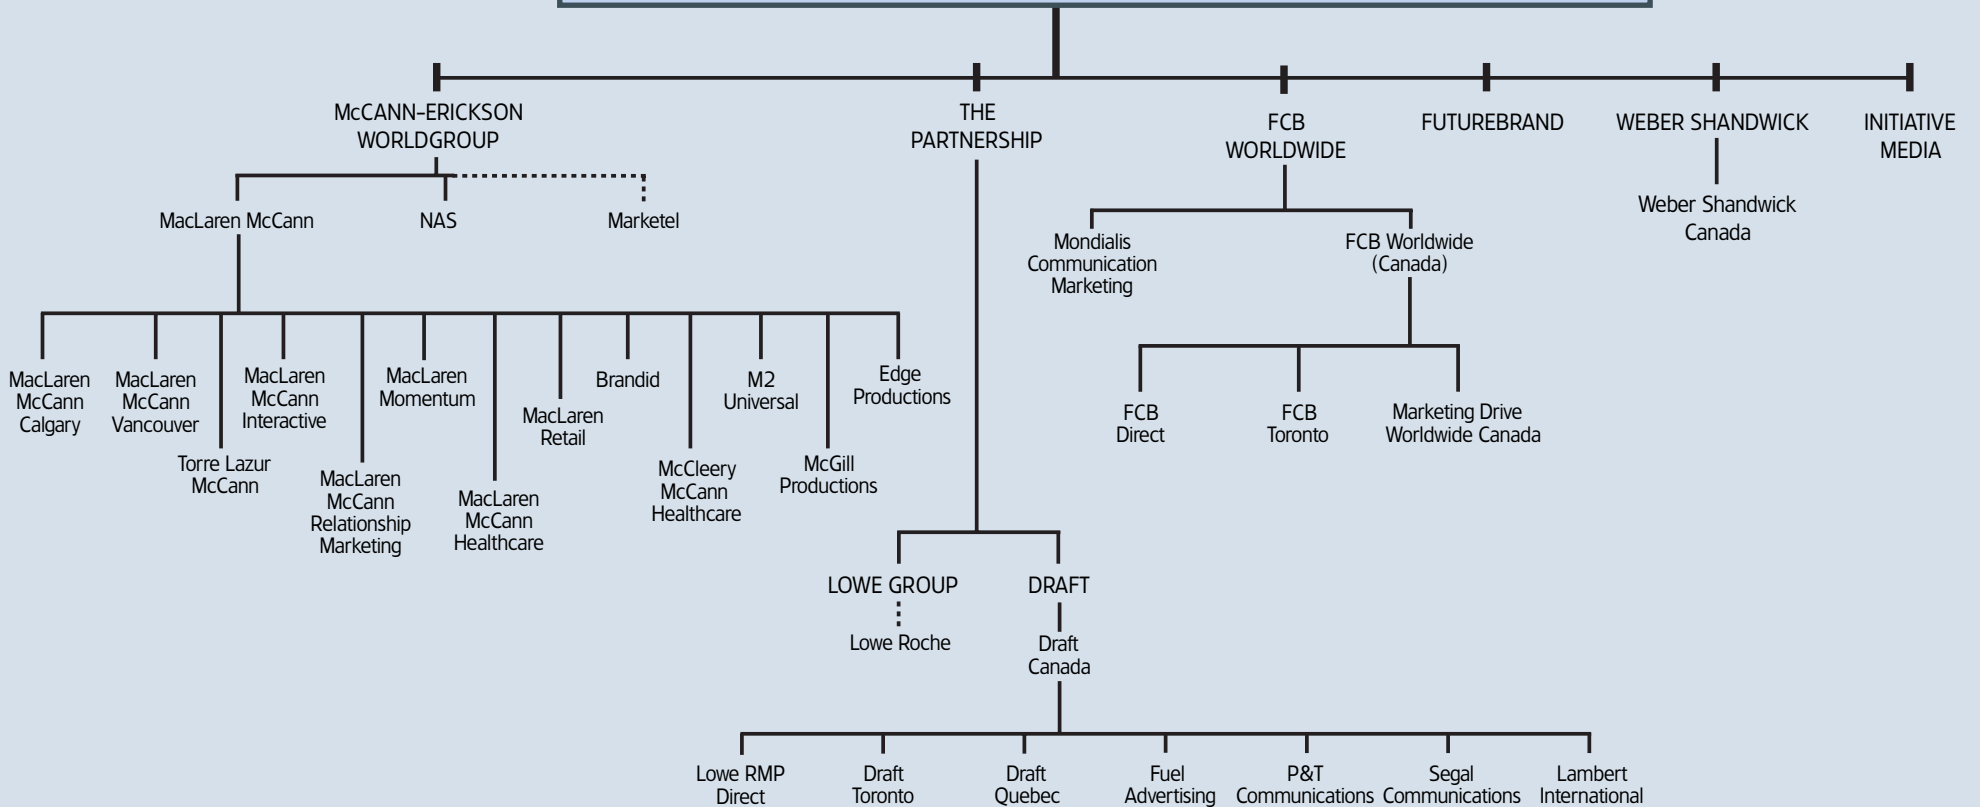 McCANN-ERICKSON
WORLDGROUP
THE
PARTNERSHIP
FCB
WORLDWIDE
FUTUREBRAND
WEBER SHANDWICK
INITIATIVE
MEDIA
MacLaren McCann
NAS
Marketel
Mondialis
Communication
Marketing
FCB Worldwide
(Canada)
Weber Shandwick
Canada
MacLaren
McCann
Calgary
MacLaren
McCann
Vancouver
Torre Lazur
McCann
MacLaren
McCann
Interactive
MacLaren
McCann
Relationship
Marketing
MacLaren
Momentum
MacLaren
McCann
Healthcare
MacLaren
Retail
Brandid
McCleery
McCann
Healthcare
M2
Universal
McGill
Productions
Edge
Productions
FCB
Direct
FCB
Toronto
Marketing Drive
Worldwide Canada
LOWE GROUP
DRAFT
Lowe Roche
Draft
Canada
Lowe RMP
Direct
Draft
Toronto
Draft
Quebec
Fuel
Advertising
P&T
Communications
Segal
Communications
Lambert
International